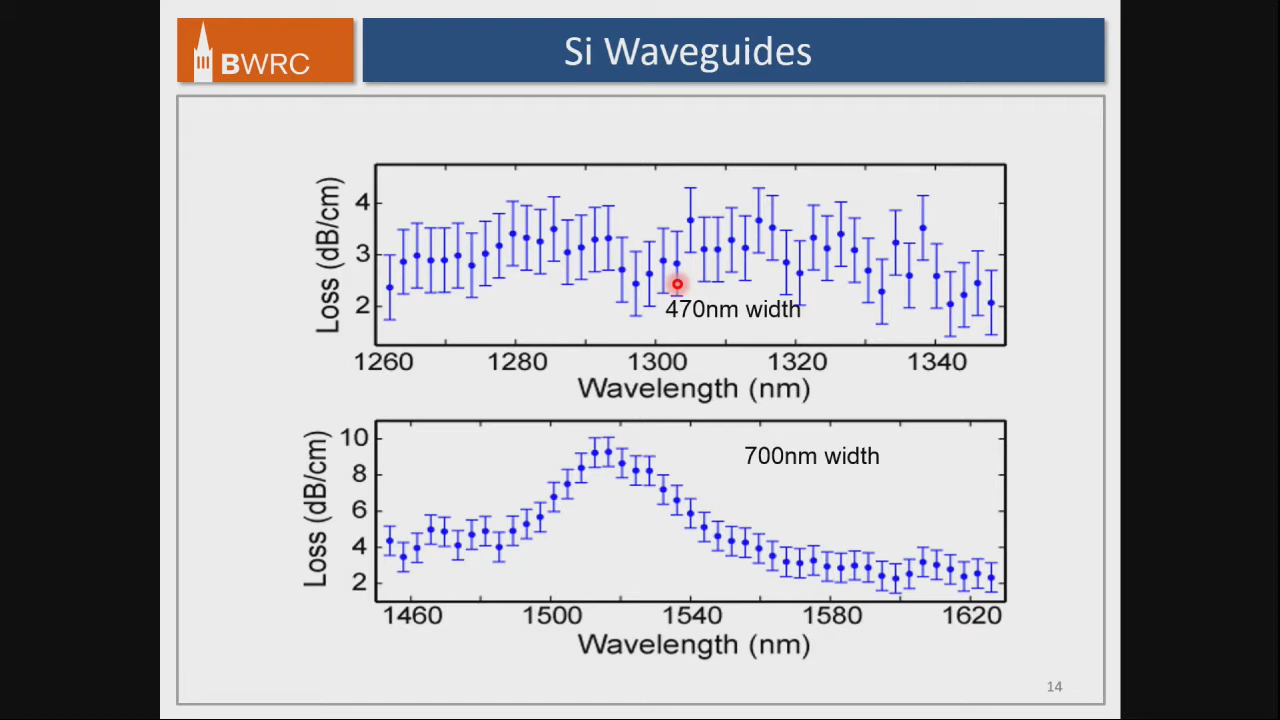 BWRC
Si Waveguides
Loss (dB/cm)
4
3
2
470nm width
1260 1280 1300 1320 1340
Wavelength (nm)
Loss (dB/cm)
10
8
6
4
2
700nm width
1460 1500 1540 1580 1620
Wavelength (nm)
14